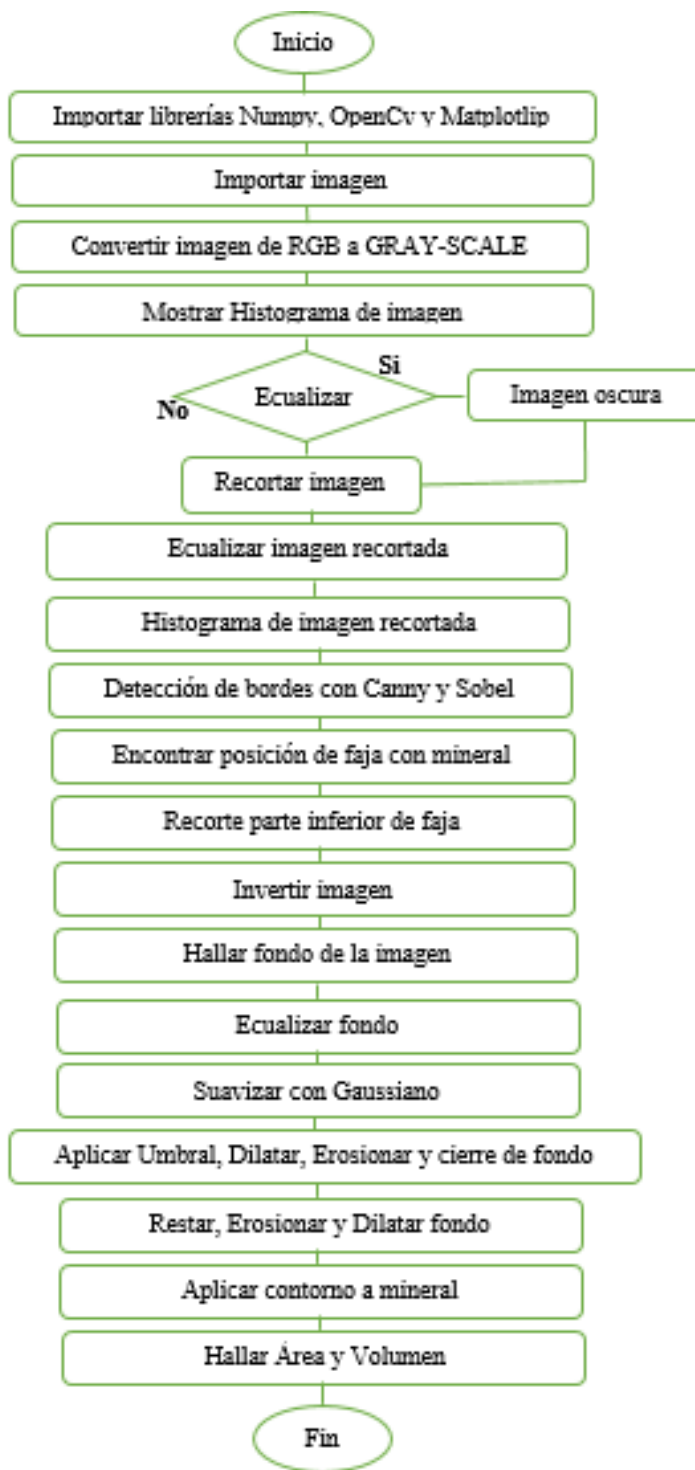 Inicio
Importar librerías Numpy, OpenCv y Matplotlip
Importar imagen
Convertir imagen de RGB a GRAY-SCALE
Mostrar Histograma de imagen
Si
Ecualizar
Imagen oscura
No
Recortar imagen
Ecualizar imagen recortada
Histograma de imagen recortada
Detección de bordes con Canny y Sobel
Encontrar posición de faja con mineral
Recorte parte inferior de faja
Invertir imagen
Hallar fondo de la imagen
Ecualizar fondo
Suavizar con Gaussiano
Aplicar Umbral, Dilatar, Erosionar y cierre de fondo
Restar, Erosionar y Dilatar fondo
Aplicar contorno a mineral
Hallar Área y Volumen
Fin